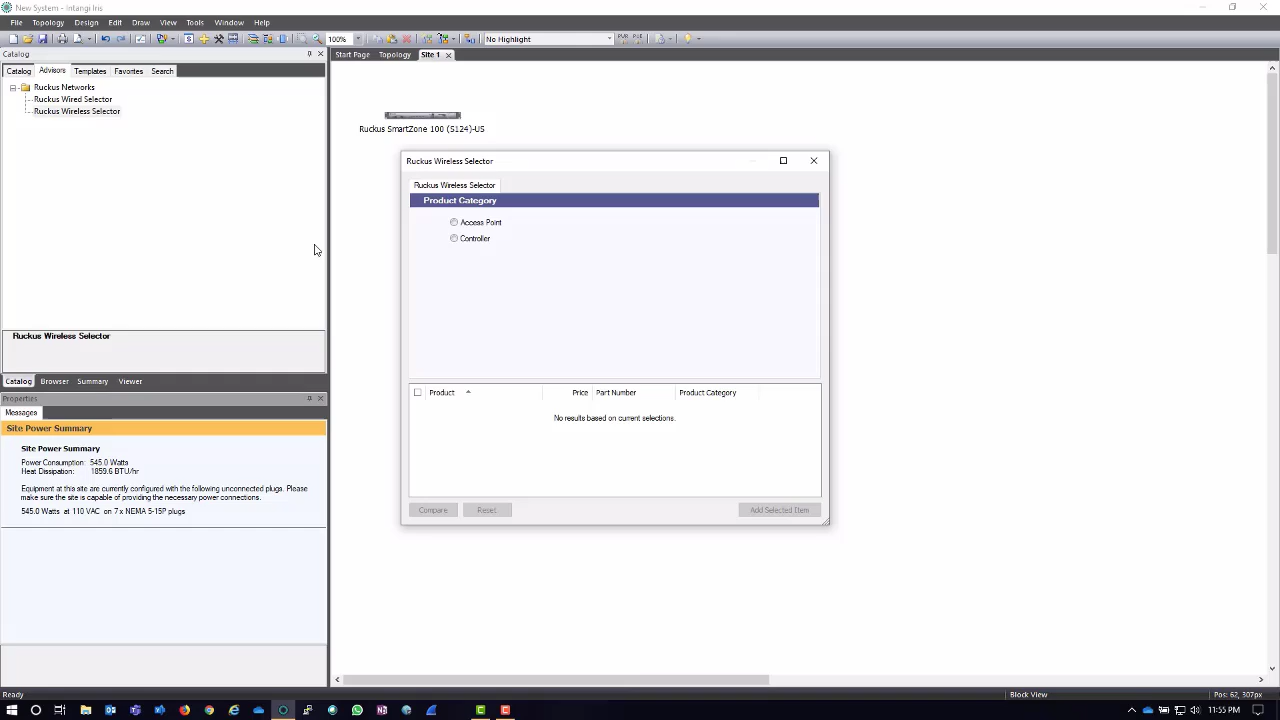 New System - intangi Iris
File Topology Design Edit Draw View Tools Window Help
100% No Highlight
Catalog
Catalog Advisors Templates Favorites Search
Ruckus Networks
Ruckus Wired Selector
Ruckus Wireless Selector
Ruckus Wireless Selector
Catalog Browser Summary Viewer
Properties
Messages
Site Power Summary
Site Power Summary
Power Consumption: 545.0 Watts
Heat Dissipation: 1859.6 BTU/hr
Equipment at this site are currently configured with the following unconnected plugs. Please
make sure the site is capable of providing the necessary power connections.
545.0 Watts at 110 VAC on 7 x NEMA 5-15P plugs
Start Page Topology Site 1
Ruckus SmartZone 100 (S124)-US
Ruckus Wireless Selector
Ruckus Wireless Selector
Product Category
Access Point
Controller
Product Price Part Number Product Category
No results based on current selections.
Compare Reset Add Selected Item
Ready Block View Pos: 62, 307px
11:55 PM